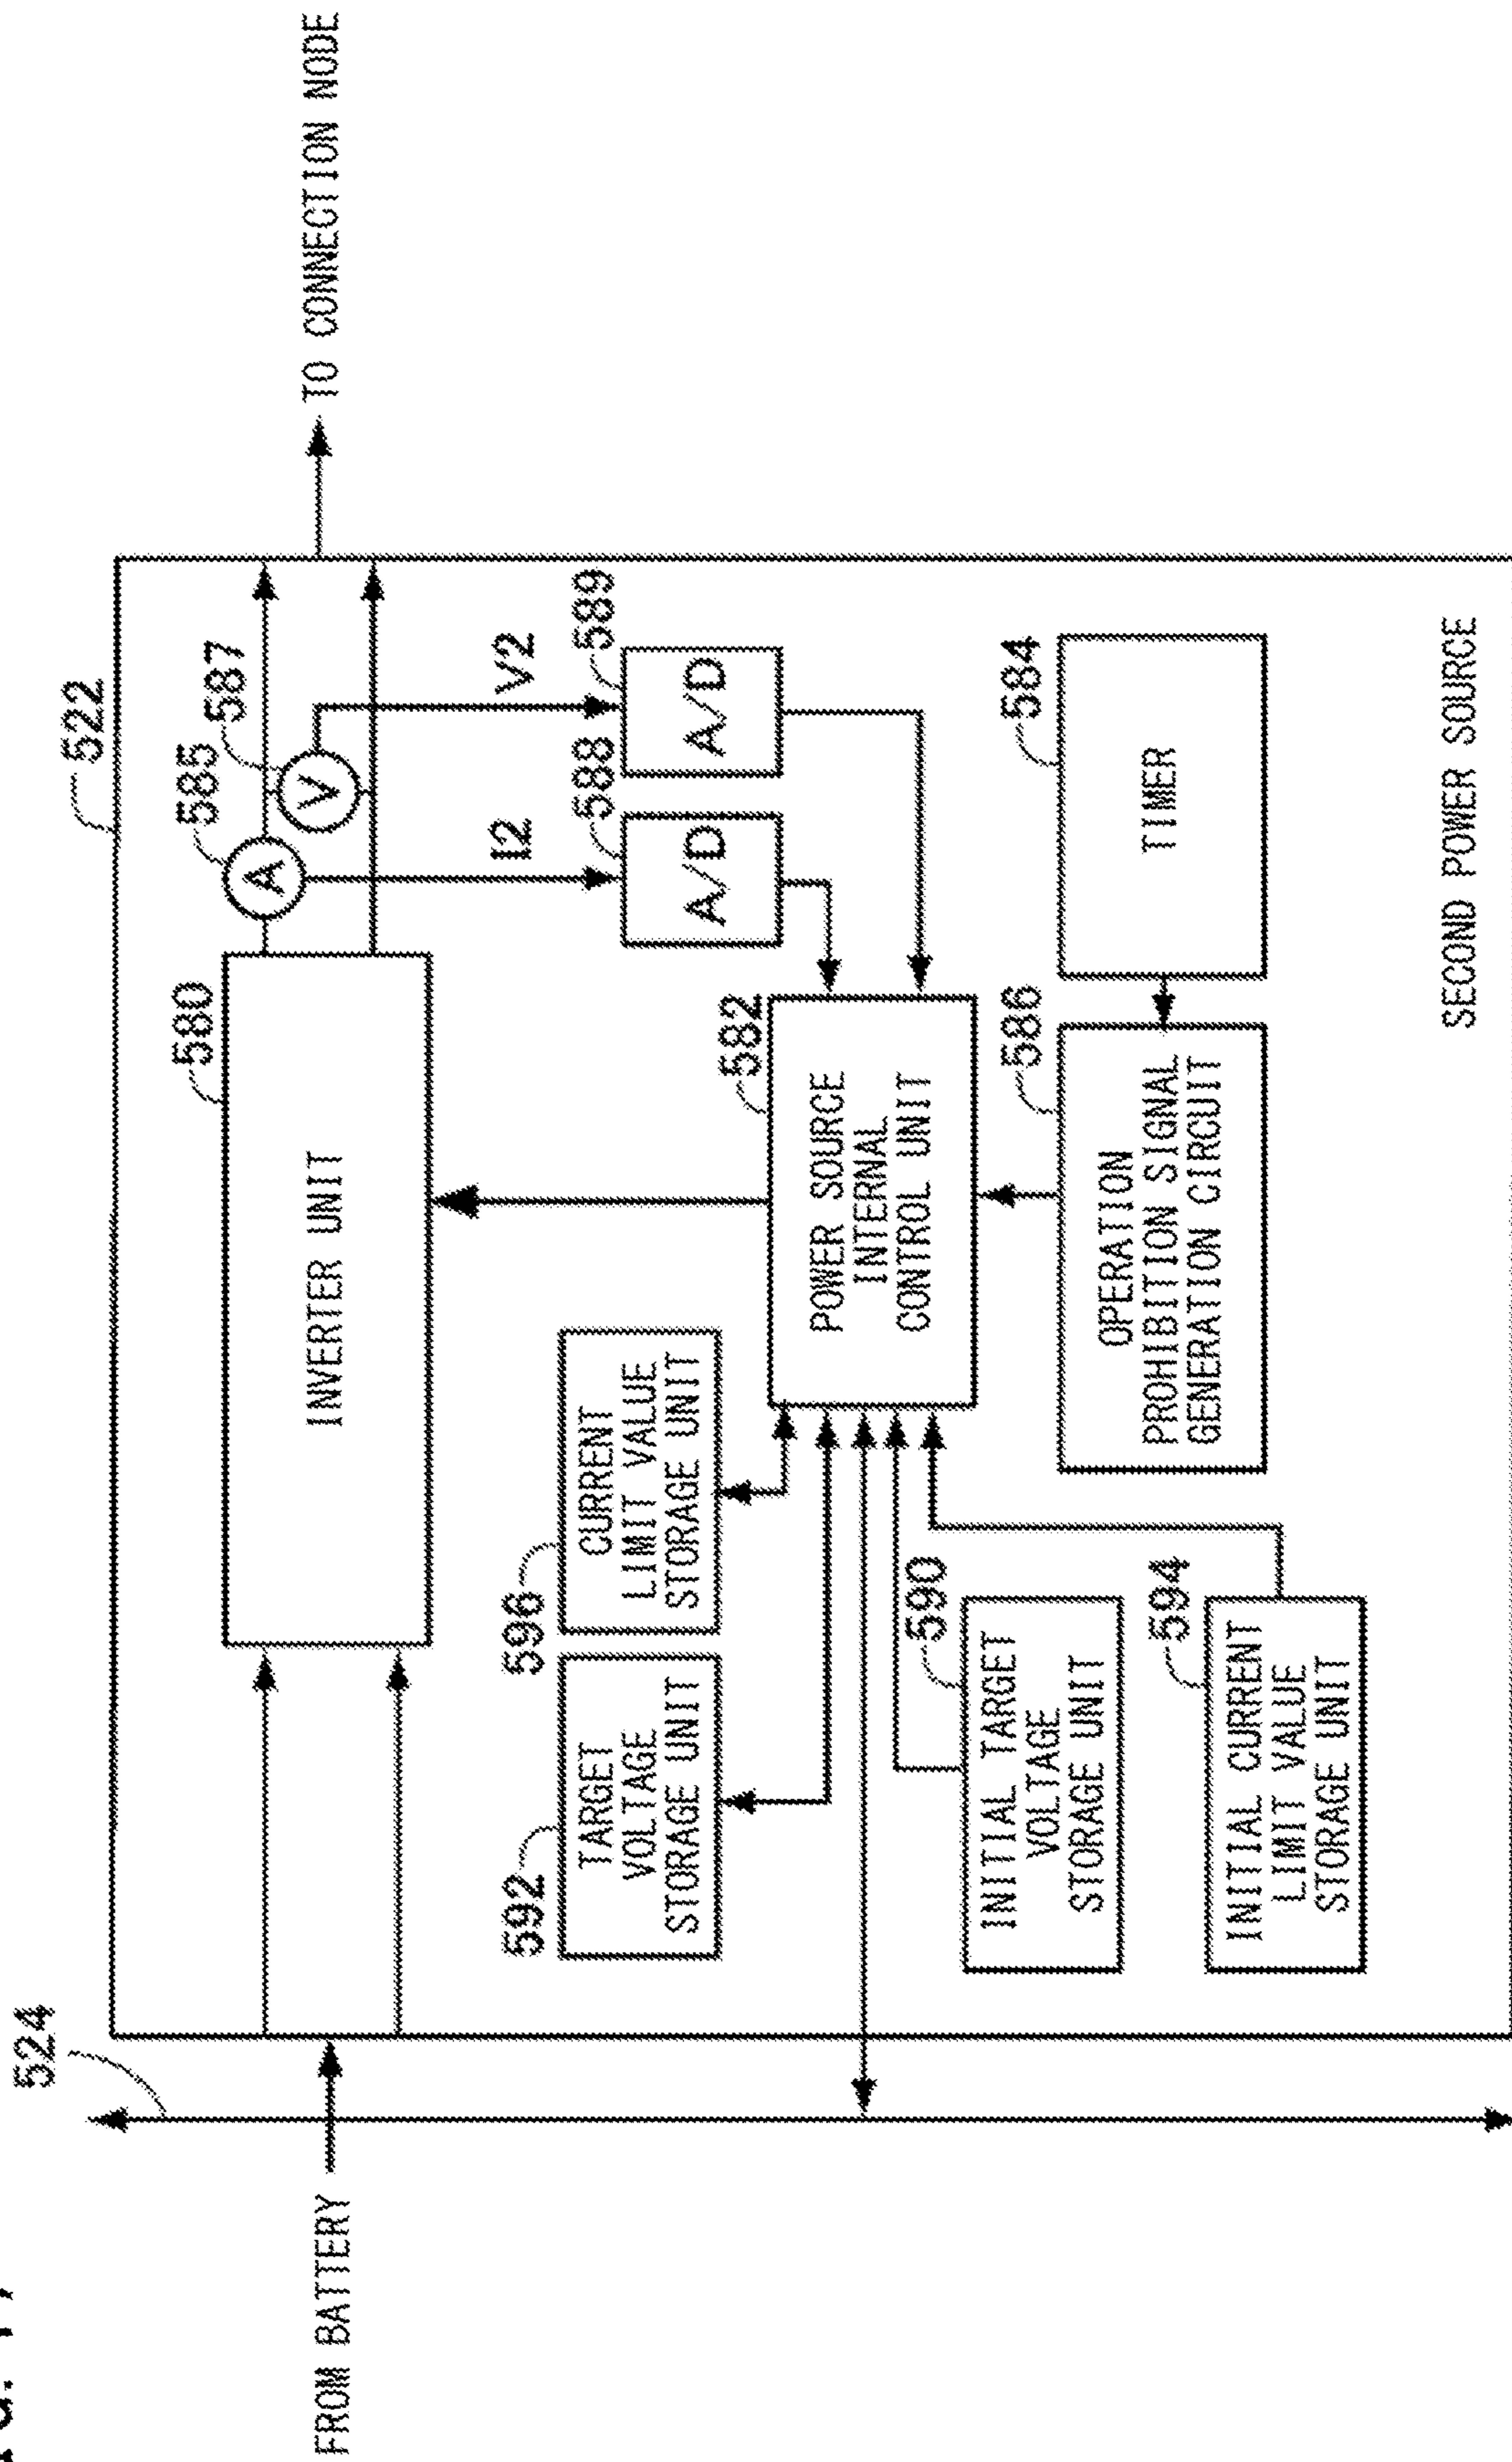 524
522
FROM BATTERY
TO CONNECTION NODE
580
INVERTER UNIT
585
A
587
V
I2
V2
588
A/D
589
A/D
592
TARGET
VOLTAGE
STORAGE UNIT
596
CURRENT
LIMIT VALUE
STORAGE UNIT
582
POWER SOURCE
INTERNAL
CONTROL UNIT
590
INITIAL TARGET
VOLTAGE
STORAGE UNIT
594
INITIAL CURRENT
LIMIT VALUE
STORAGE UNIT
586
OPERATION
PROHIBITION SIGNAL
GENERATION CIRCUIT
584
TIMER
SECOND POWER SOURCE